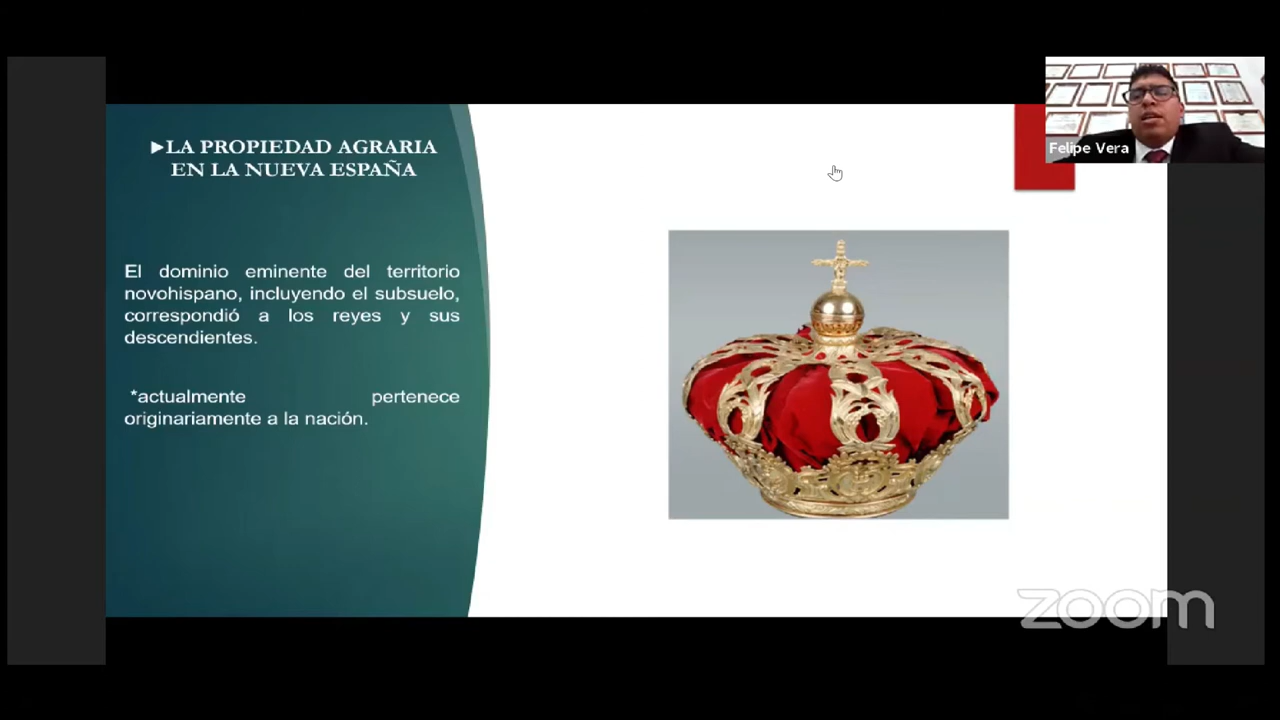 ►LA PROPIEDAD AGRARIA
EN LA NUEVA ESPAÑA
El dominio eminente del territorio
novohispano, incluyendo el subsuelo,
correspondió a los reyes y sus
descendientes.
*actualmente pertenece
originariamente a la nación.
Felipe Vera
zoom